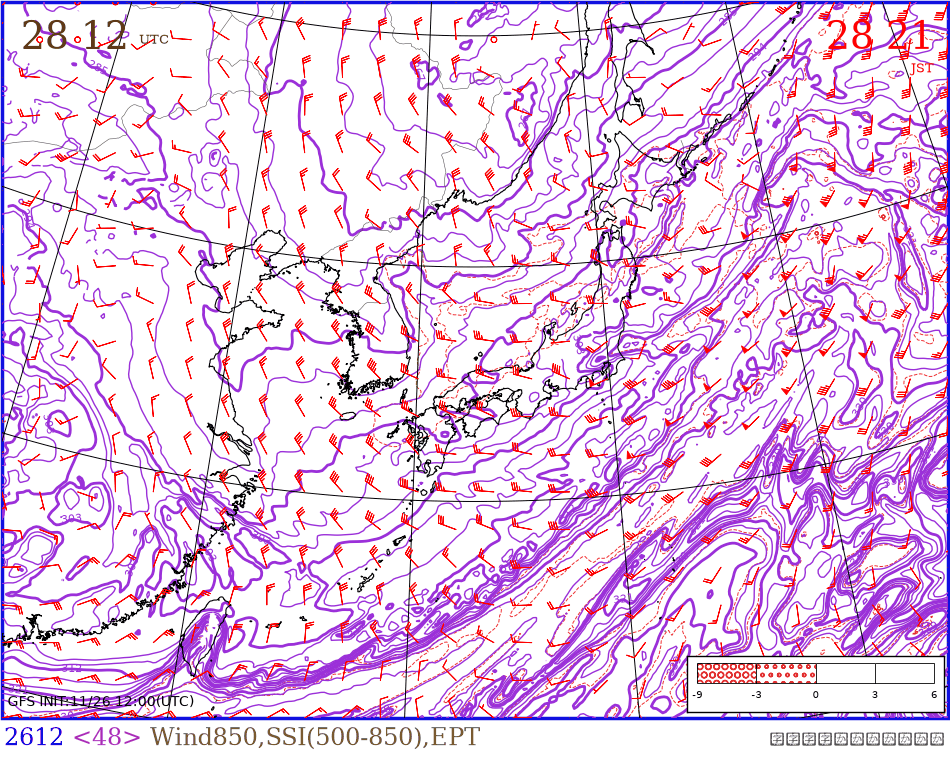 28 12 UTC
28 21
JST
GFS INIT:11/26 12:00(UTC)
-9 -3 0 3 6
2612 <48> Wind850,SSI(500-850),EPT